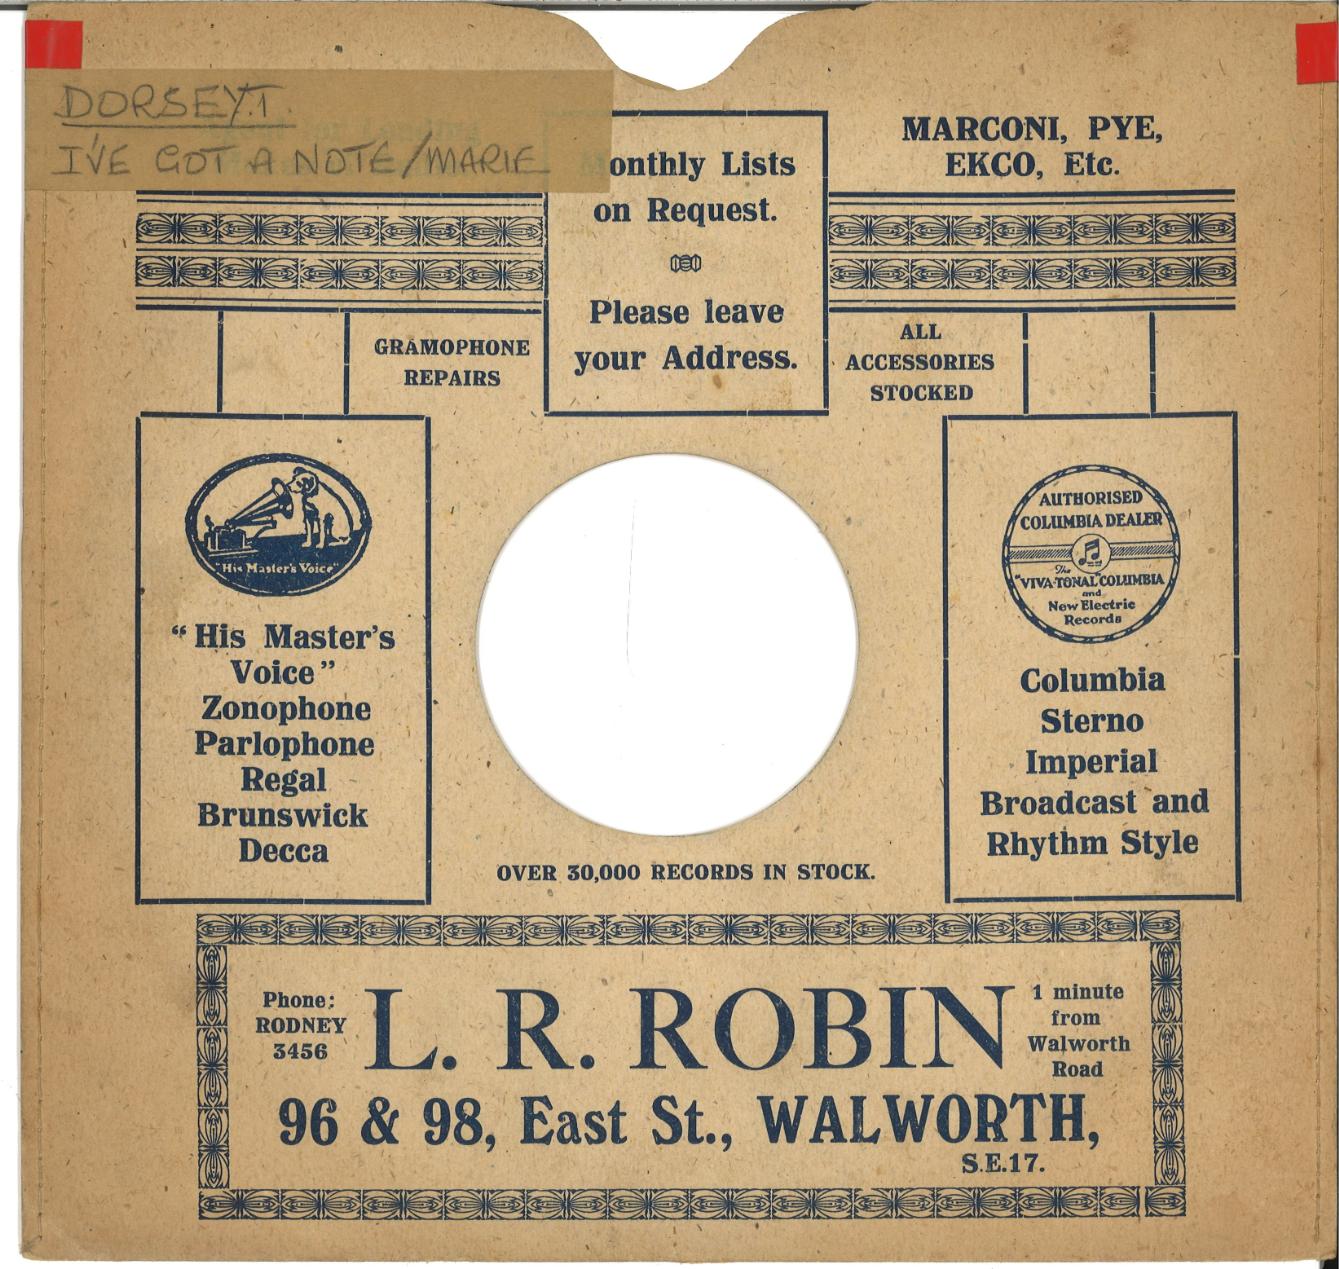 DORSEY.T.
I'VE GOT A NOTE/MARIE
onthly Lists
on Request.
Please leave
your Address.
MARCONI, PYE,
EKCO, Etc.
GRAMOPHONE
REPAIRS
ALL
ACCESSORIES
STOCKED
"His Master's Voice"
"His Master's
Voice"
Zonophone
Parlophone
Regal
Brunswick
Decca
AUTHORISED
COLUMBIA DEALER
The
"VIVA-TONAL" COLUMBIA
and
New Electric
Records
Columbia
Sterno
Imperial
Broadcast and
Rhythm Style
OVER 30,000 RECORDS IN STOCK.
Phone:
RODNEY
3456
L. R. ROBIN
1 minute
from
Walworth
Road
96 & 98, East St., WALWORTH,
S.E.17.